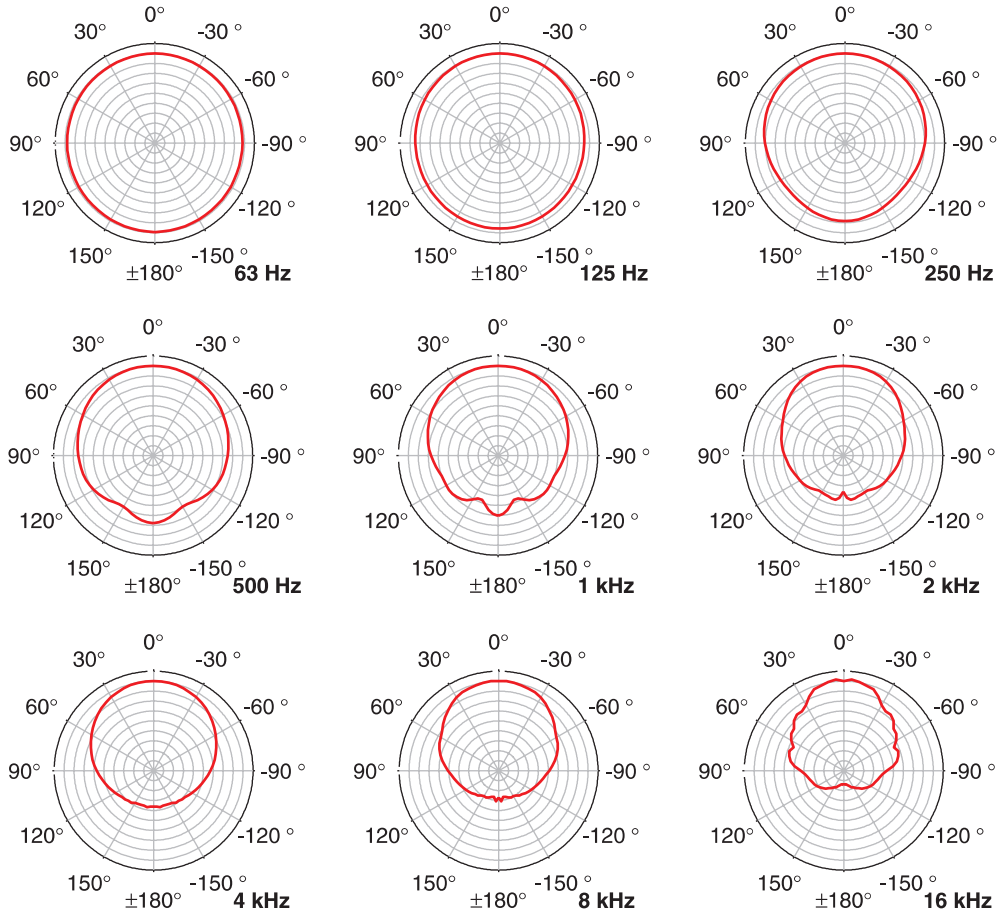 0° 0° 0°
30° -30 ° 30° -30 ° 30° -30 °
60° -60 ° 60° -60 ° 60° -60 °
90° -90 ° 90° -90 ° 90° -90 °
120° -120 ° 120° -120 ° 120° -120 °
150° -150 ° 150° -150 ° 150° -150 °
±180° 63 Hz ±180° 125 Hz ±180° 250 Hz
0° 0° 0°
30° -30 ° 30° -30 ° 30° -30 °
60° -60 ° 60° -60 ° 60° -60 °
90° -90 ° 90° -90 ° 90° -90 °
120° -120 ° 120° -120 ° 120° -120 °
150° -150 ° 150° -150 ° 150° -150 °
±180° 500 Hz ±180° 1 kHz ±180° 2 kHz
0° 0° 0°
30° -30 ° 30° -30 ° 30° -30 °
60° -60 ° 60° -60 ° 60° -60 °
90° -90 ° 90° -90 ° 90° -90 °
120° -120 ° 120° -120 ° 120° -120 °
150° -150 ° 150° -150 ° 150° -150 °
±180° 4 kHz ±180° 8 kHz ±180° 16 kHz